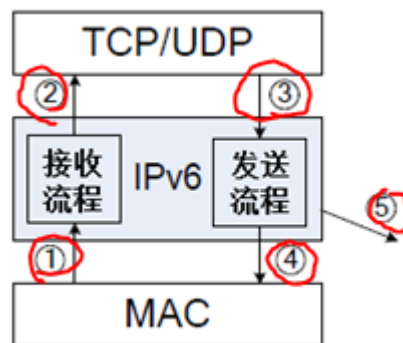 TCP/UDP
② ③
接收 IPv6 发送
流程 流程
⑤
① ④
MAC